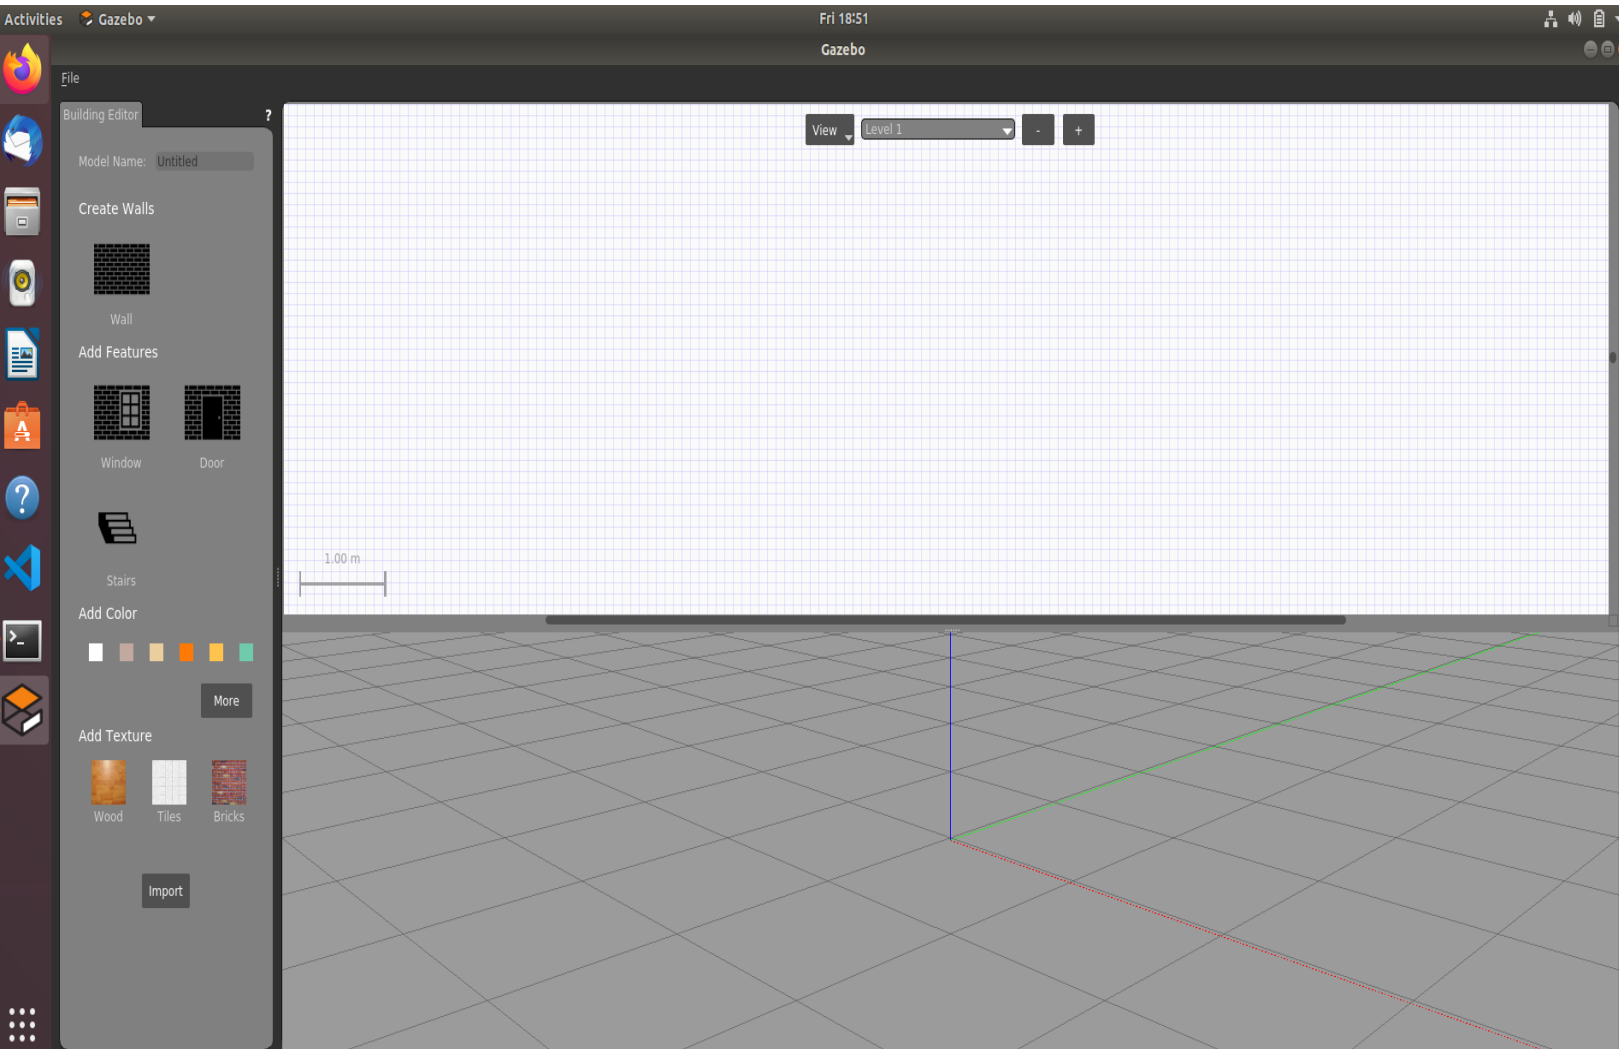 Activities Gazebo Fri 18:51
Gazebo
File
Building Editor ?
Model Name: Untitled
Create Walls
Wall
Add Features
Window Door
Stairs
Add Color
More
Add Texture
Wood Tiles Bricks
Import
View Level 1 - +
1.00 m